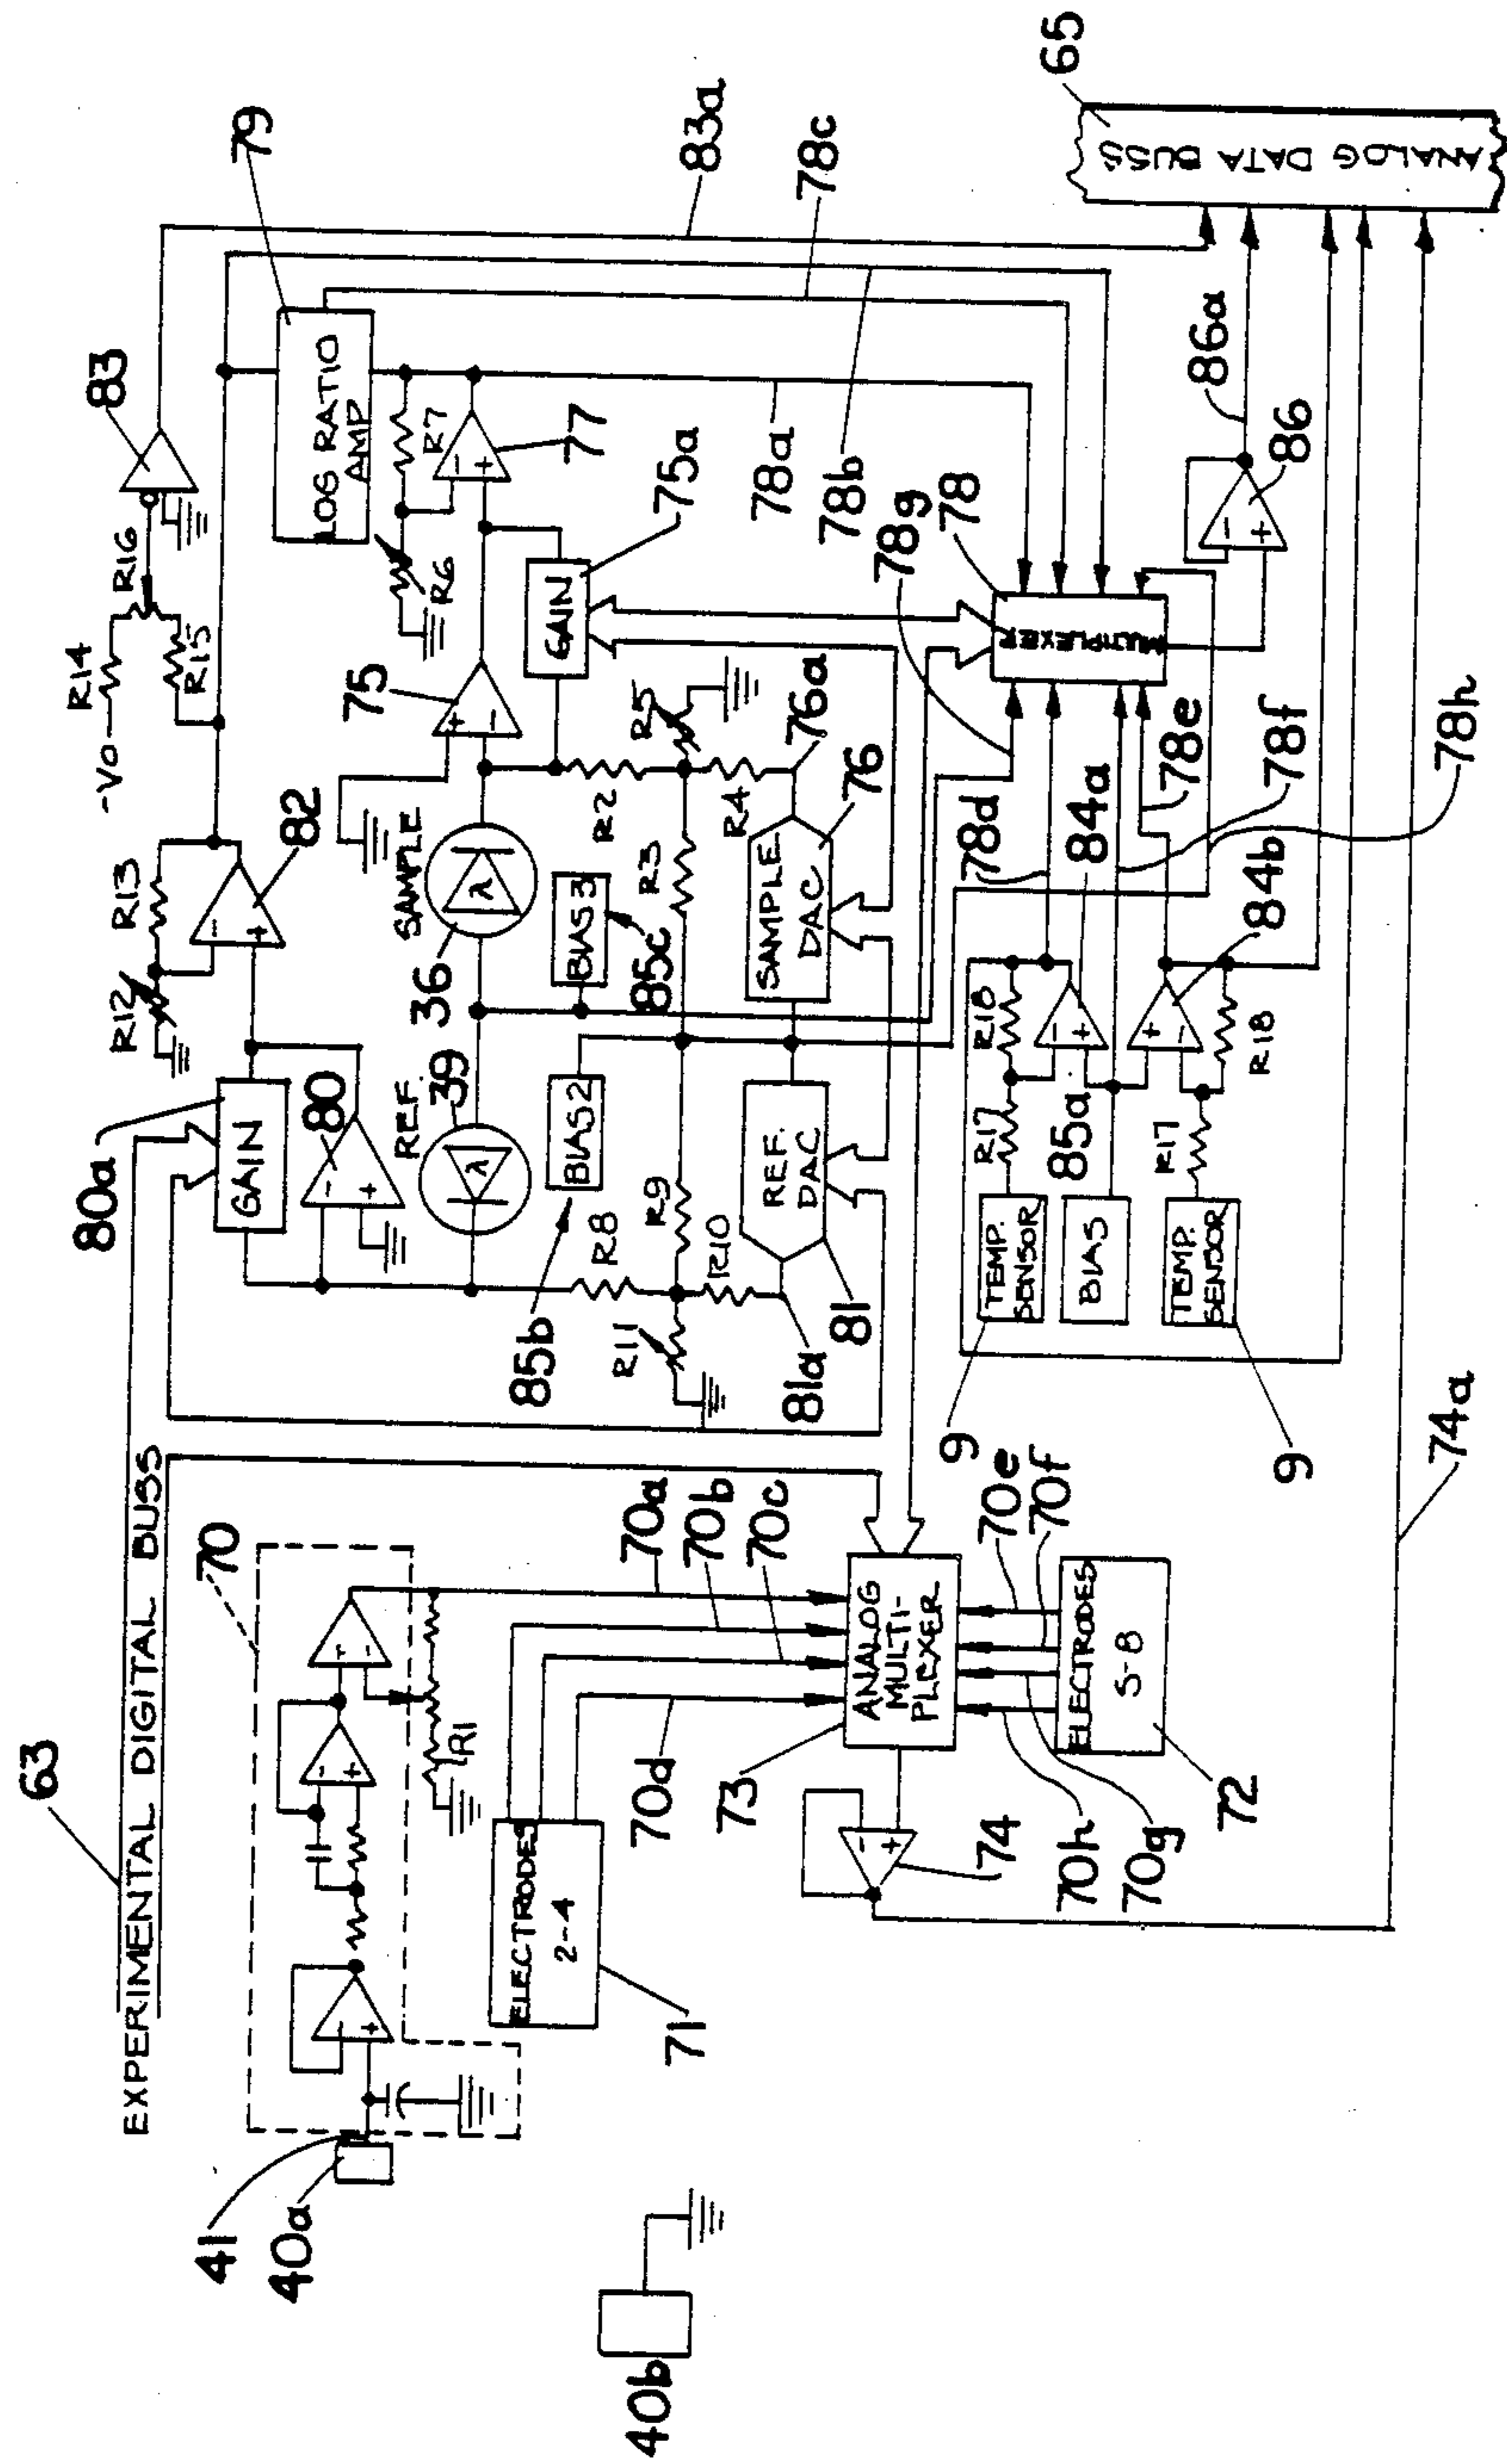 EXPERIMENTAL DIGITAL BUSS
63
41
40a
40b
70
R1
ELECTRODES
2-4
71
70a
70b
70c
70d
ANALOG
MULTI-
PLEXER
73
74
ELECTRODES
5-8
72
70e
70f
70g
70h
74a
80a
GAIN
80
R12
R13
82
-Vo
R14
R15
R16
83
79
LOG RATIO
AMP
83a
78c
REF.
39
SAMPLE
36
λ
λ
75
R6
R7
77
GAIN
75a
78a
78b
85b
BIAS2
BIAS3
85c
R8
R9
R10
R11
R2
R3
R4
R5
76a
76
REF.
DAC
81
81a
SAMPLE
DAC
78g
78
MULTIPLEXER
78d
84a
78e
78f
78h
84b
9
TEMP.
SENSOR
R17
R18
85a
BIAS
TEMP.
SENSOR
R17
R18
9
86
86a
65
ANALOG DATA BUSS